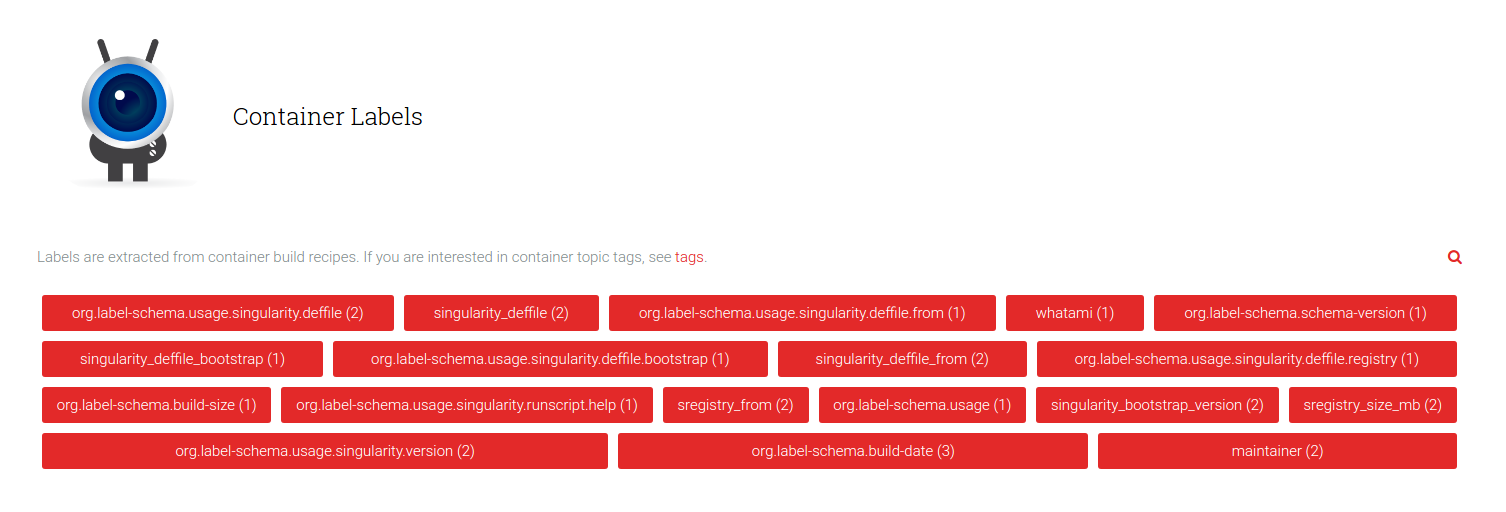 Container Labels
Labels are extracted from container build recipes. If you are interested in container topic tags, see tags.
org.label-schema.usage.singularity.deffile (2) singularity_deffile (2) org.label-schema.usage.singularity.deffile.from (1) whatami (1) org.label-schema.schema-version (1)
singularity_deffile_bootstrap (1) org.label-schema.usage.singularity.deffile.bootstrap (1) singularity_deffile_from (2) org.label-schema.usage.singularity.deffile.registry (1)
org.label-schema.build-size (1) org.label-schema.usage.singularity.runscript.help (1) sregistry_from (2) org.label-schema.usage (1) singularity_bootstrap_version (2) sregistry_size_mb (2)
org.label-schema.usage.singularity.version (2) org.label-schema.build-date (3) maintainer (2)